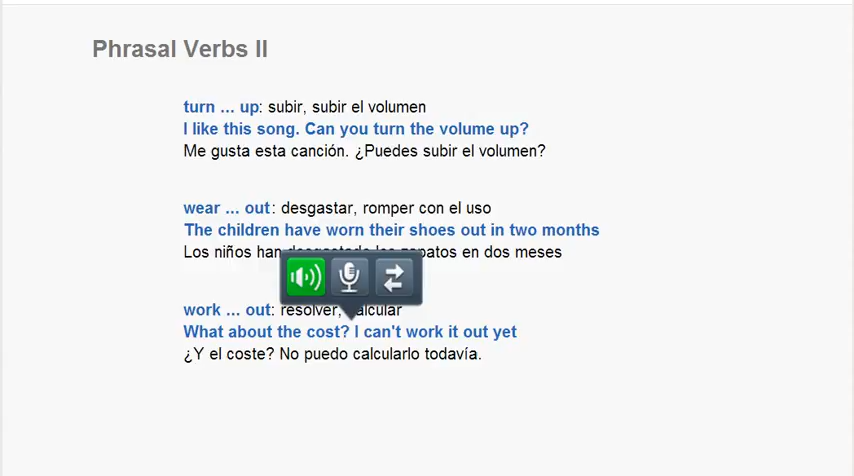 Phrasal Verbs II
turn ... up: subir, subir el volumen
I like this song. Can you turn the volume up?
Me gusta esta canción. ¿Puedes subir el volumen?
wear ... out: desgastar, romper con el uso
The children have worn their shoes out in two months
Los niños han desgastado los zapatos en dos meses
work ... out: resolver, calcular
What about the cost? I can't work it out yet
¿Y el coste? No puedo calcularlo todavía.